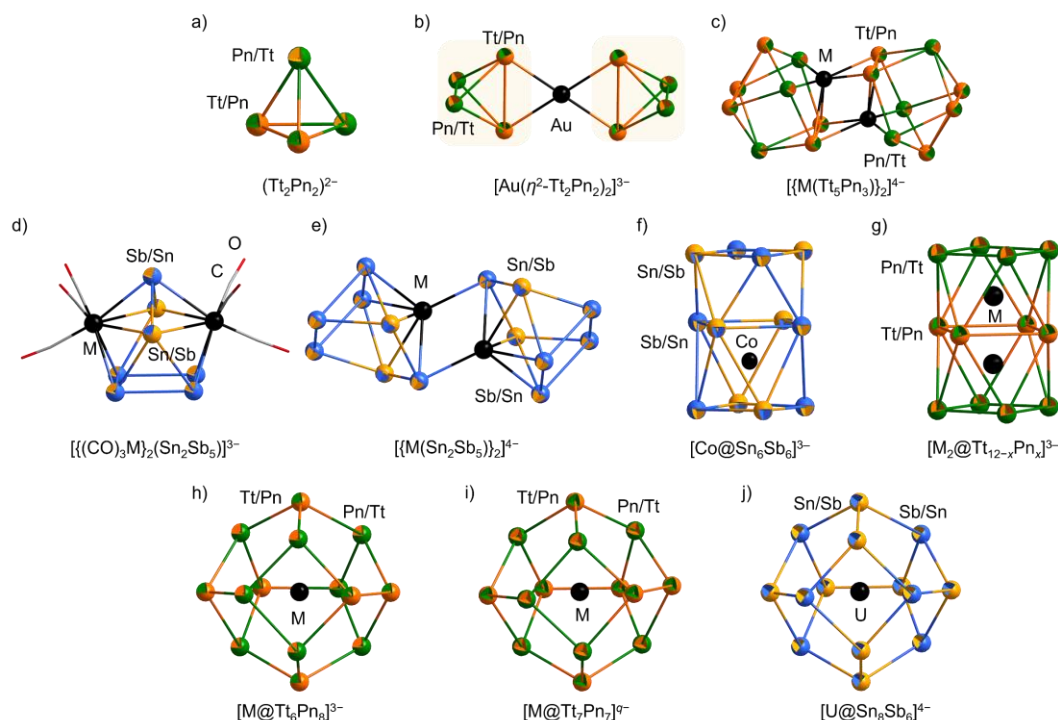 a)
Pn/Tt
Tt/Pn
(Tt₂Pn₂)²⁻
b)
Tt/Pn
Pn/Tt
Au
[Au(η²-Tt₂Pn₂)₂]³⁻
c)
M
Tt/Pn
Pn/Tt
[{M(Tt₅Pn₃)}₂]⁴⁻
d)
O
C
Sb/Sn
M
Sn/Sb
[{(CO)₃M}₂(Sn₂Sb₅)]³⁻
e)
M
Sn/Sb
Sb/Sn
[{M(Sn₂Sb₅)}₂]⁴⁻
f)
Sn/Sb
Sb/Sn
Co
[Co@Sn₆Sb₆]³⁻
g)
Pn/Tt
M
Tt/Pn
[M₂@Tt₁₂₋ₓPnₓ]³⁻
h)
Tt/Pn
Pn/Tt
M
[M@Tt₆Pn₈]³⁻
i)
Tt/Pn
Pn/Tt
M
[M@Tt₇Pn₇]q⁻
j)
Sn/Sb
Sb/Sn
U
[U@Sn₈Sb₆]⁴⁻